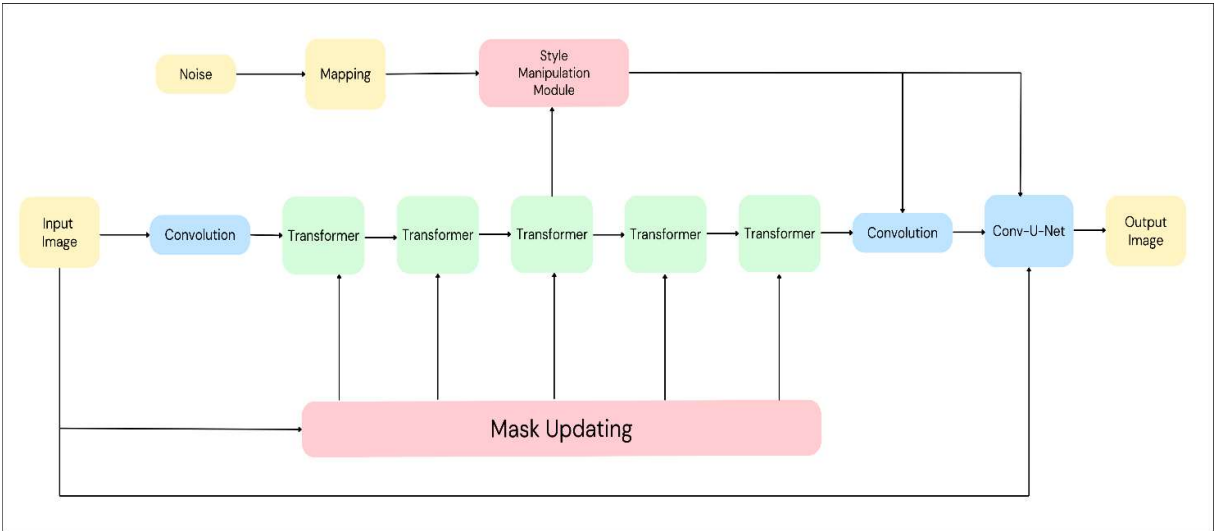 Noise
Mapping
Style
Manipulation
Module
Input
Image
Convolution
Transformer
Transformer
Transformer
Transformer
Transformer
Convolution
Conv-U-Net
Output
Image
Mask Updating